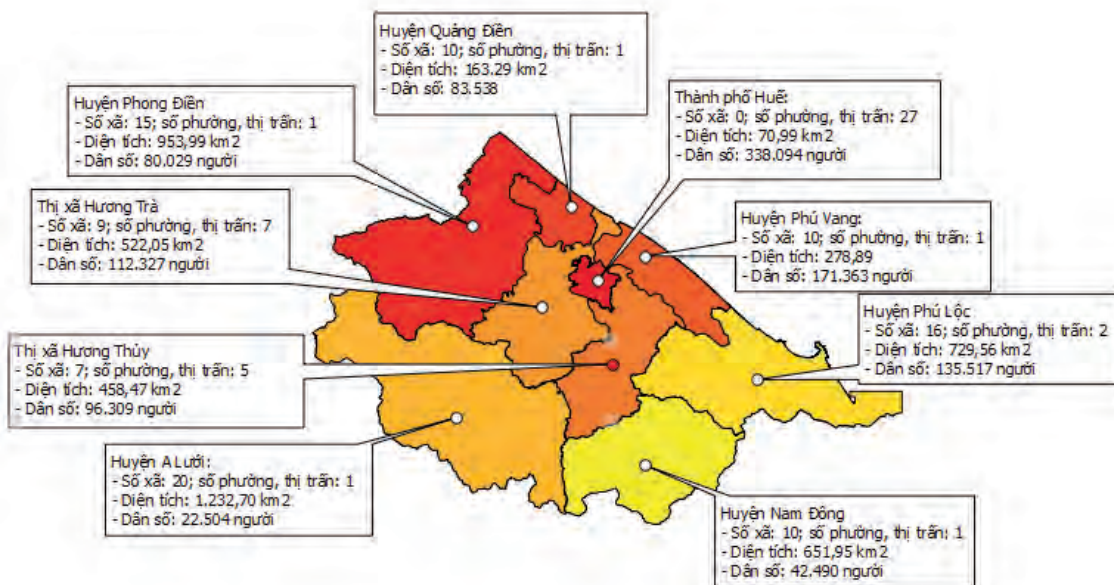 Huyện Quảng Điền
- Số xã: 10; số phường, thị trấn: 1
- Diện tích: 163.29 km2
- Dân số: 83.538
Huyện Phong Điền
- Số xã: 15; số phường, thị trấn: 1
- Diện tích: 953,99 km2
- Dân số: 80.029 người
Thành phố Huế:
- Số xã: 0; số phường, thị trấn: 27
- Diện tích: 70,99 km2
- Dân số: 338.094 người
Thị xã Hương Trà
- Số xã: 9; số phường, thị trấn: 7
- Diện tích: 522,05 km2
- Dân số: 112.327 người
Huyện Phú Vang:
- Số xã: 10; số phường, thị trấn: 1
- Diện tích: 278,89
- Dân số: 171.363 người
Huyện Phú Lộc
- Số xã: 16; số phường, thị trấn: 2
- Diện tích: 729,56 km2
- Dân số: 135.517 người
Thị xã Hương Thủy
- Số xã: 7; số phường, thị trấn: 5
- Diện tích: 458,47 km2
- Dân số: 96.309 người
Huyện A Lưới:
- Số xã: 20; số phường, thị trấn: 1
- Diện tích: 1.232,70 km2
- Dân số: 22.504 người
Huyện Nam Đông
- Số xã: 10; số phường, thị trấn: 1
- Diện tích: 651,95 km2
- Dân số: 42.490 người